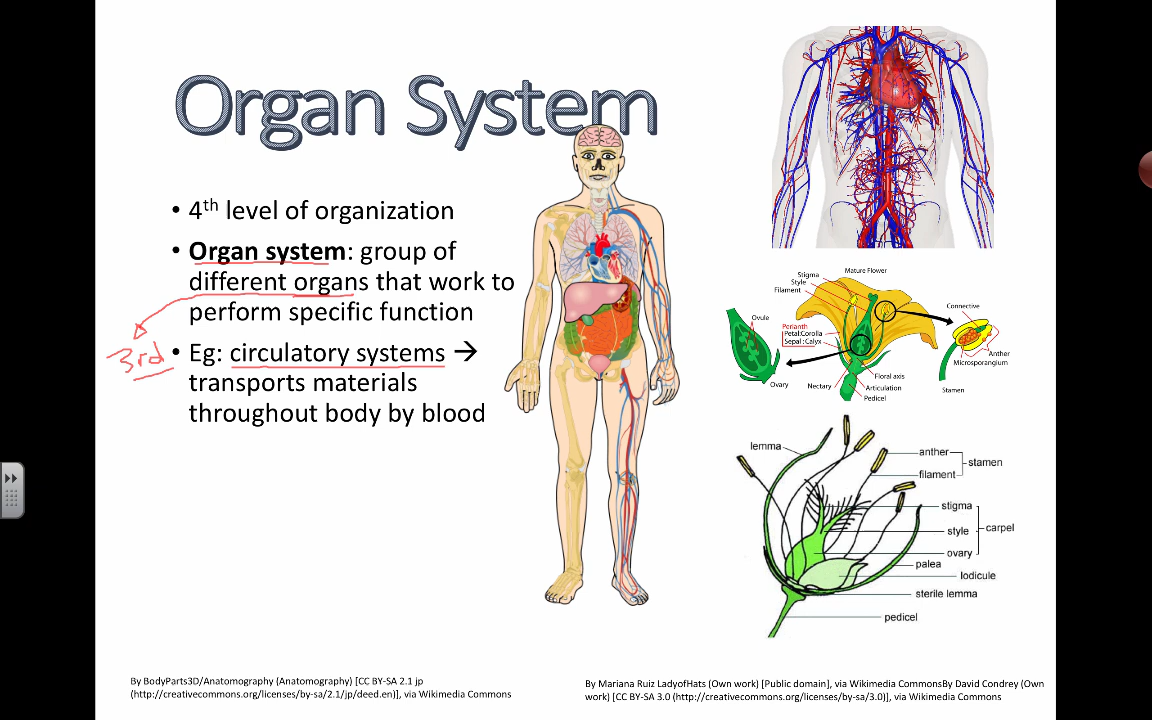 Organ System
• 4th level of organization
• Organ system: group of
different organs that work to
perform specific function
3rd
• Eg: circulatory systems →
transports materials
throughout body by blood
Mature Flower
Stigma
Style
Filament
Ovule
Perianth
Petal:Corolla
Sepal:Calyx
Connective
Anther
Microsporangium
Ovary
Nectary
Floral axis
Articulation
Pedicel
Stamen
lemma
anther
stamen
filament
stigma
style
carpel
ovary
palea
lodicule
sterile lemma
pedicel
By BodyParts3D/Anatomography (Anatomography) [CC BY-SA 2.1 jp
(http://creativecommons.org/licenses/by-sa/2.1/jp/deed.en)], via Wikimedia Commons
By Mariana Ruiz LadyofHats (Own work) [Public domain], via Wikimedia CommonsBy David Condrey (Own
work) [CC BY-SA 3.0 (http://creativecommons.org/licenses/by-sa/3.0)], via Wikimedia Commons